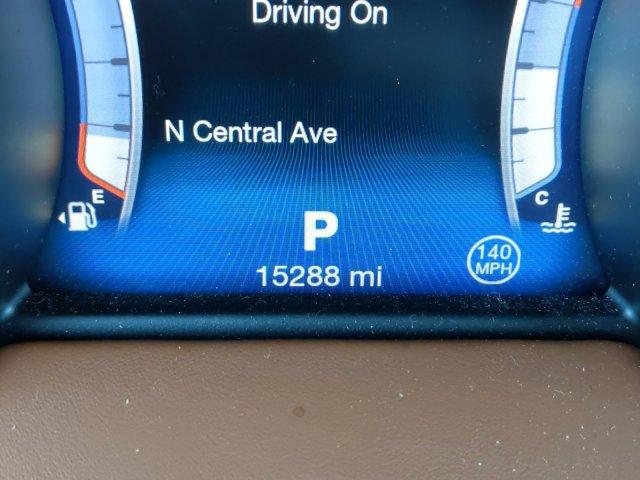 Driving On
N Central Ave
E
C
P
140
MPH
15288 mi